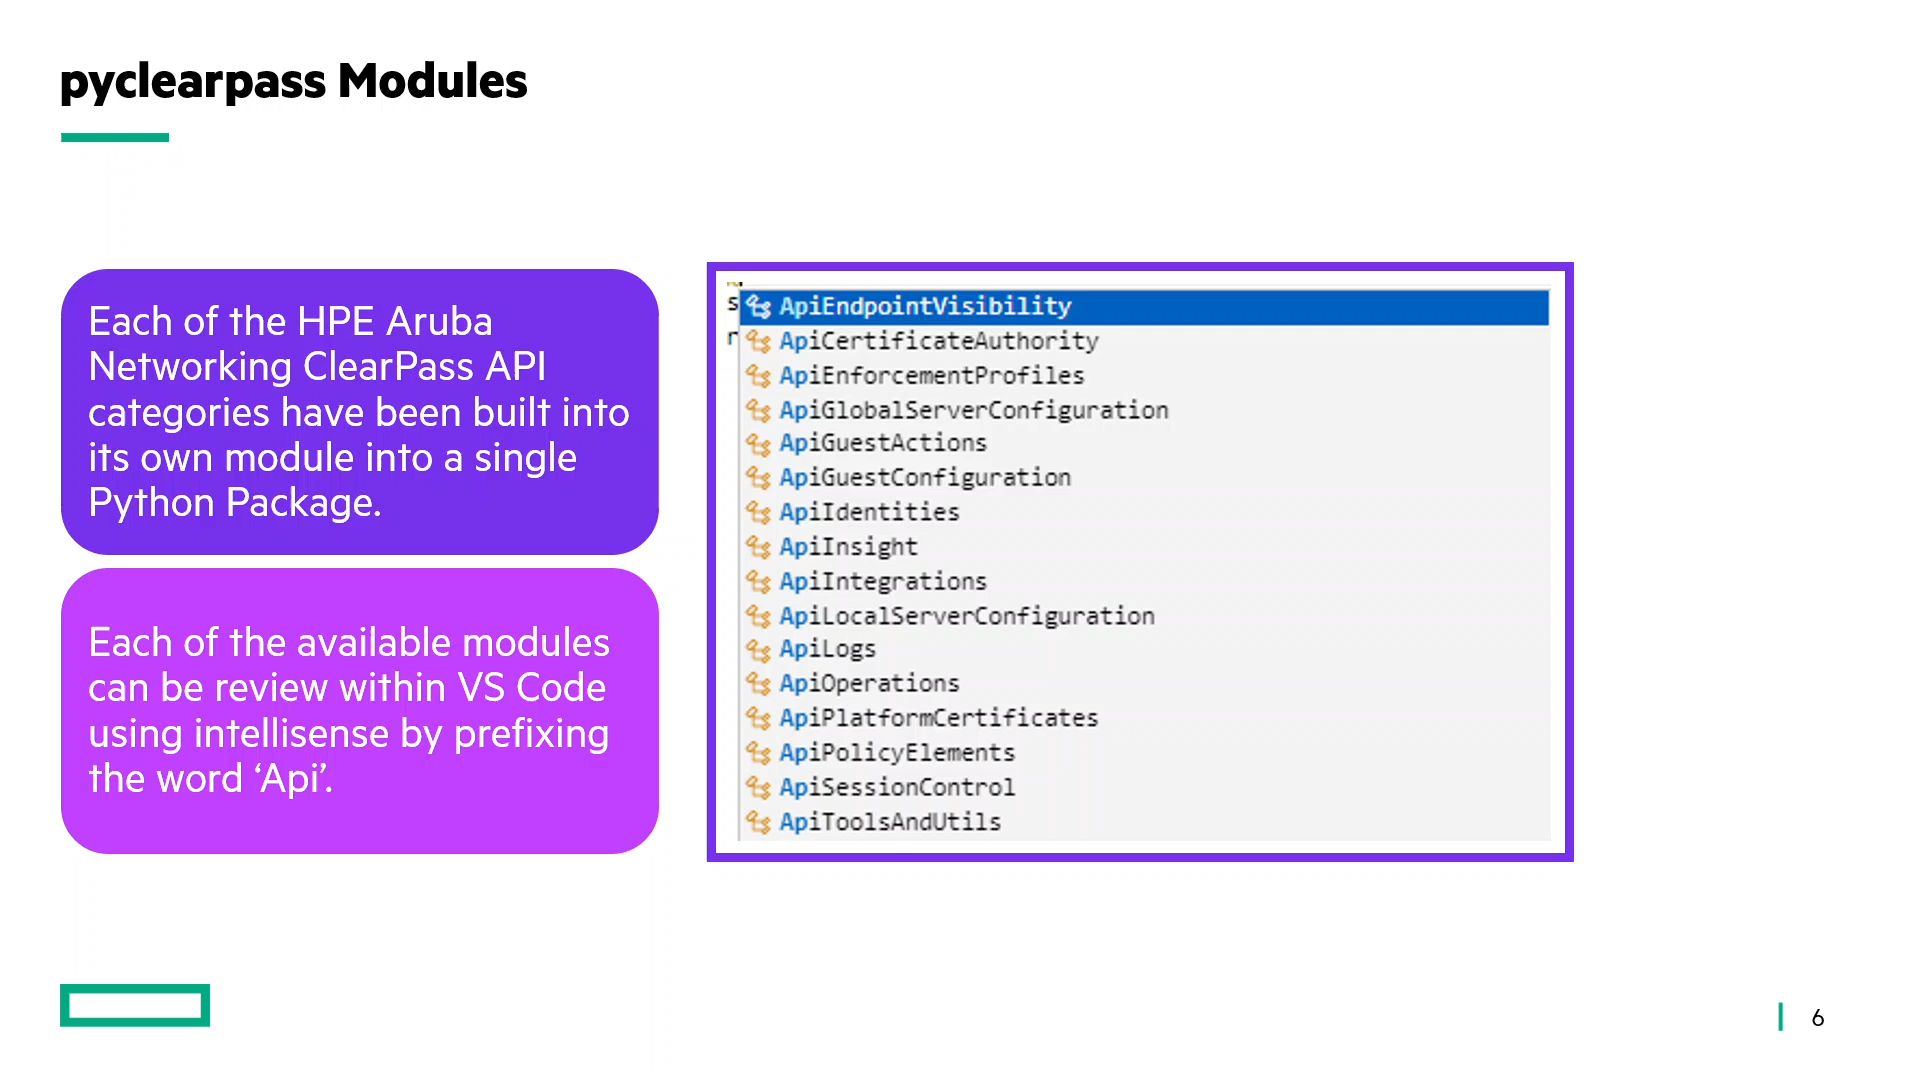 pyclearpass Modules
Each of the HPE Aruba
Networking ClearPass API
categories have been built into
its own module into a single
Python Package.
Each of the available modules
can be review within VS Code
using intellisense by prefixing
the word ‘Api’.
ApiEndpointVisibility
ApiCertificateAuthority
ApiEnforcementProfiles
ApiGlobalServerConfiguration
ApiGuestActions
ApiGuestConfiguration
ApiIdentities
ApiInsight
ApiIntegrations
ApiLocalServerConfiguration
ApiLogs
ApiOperations
ApiPlatformCertificates
ApiPolicyElements
ApiSessionControl
ApiToolsAndUtils
6